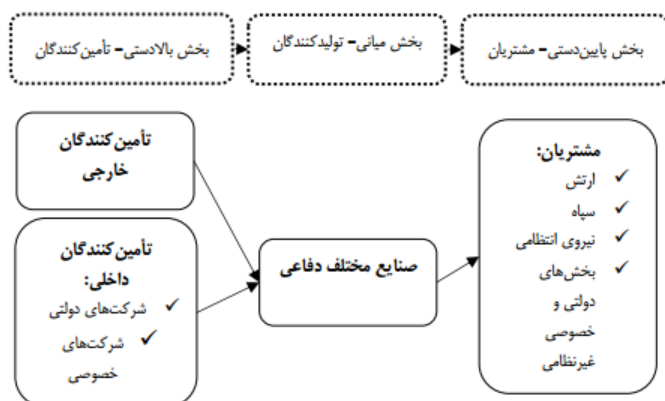 بخش بالادستی- تأمین‌کنندگان
بخش میانی- تولیدکنندگان
بخش پایین‌دستی- مشتریان
تأمین‌کنندگان
خارجی
تأمین‌کنندگان
داخلی:
✓ شرکت‌های دولتی
✓ شرکت‌های
خصوصی
صنایع مختلف دفاعی
مشتریان:
✓ ارتش
✓ سپاه
✓ نیروی انتظامی
✓ بخش‌های
دولتی و
خصوصی
غیرنظامی